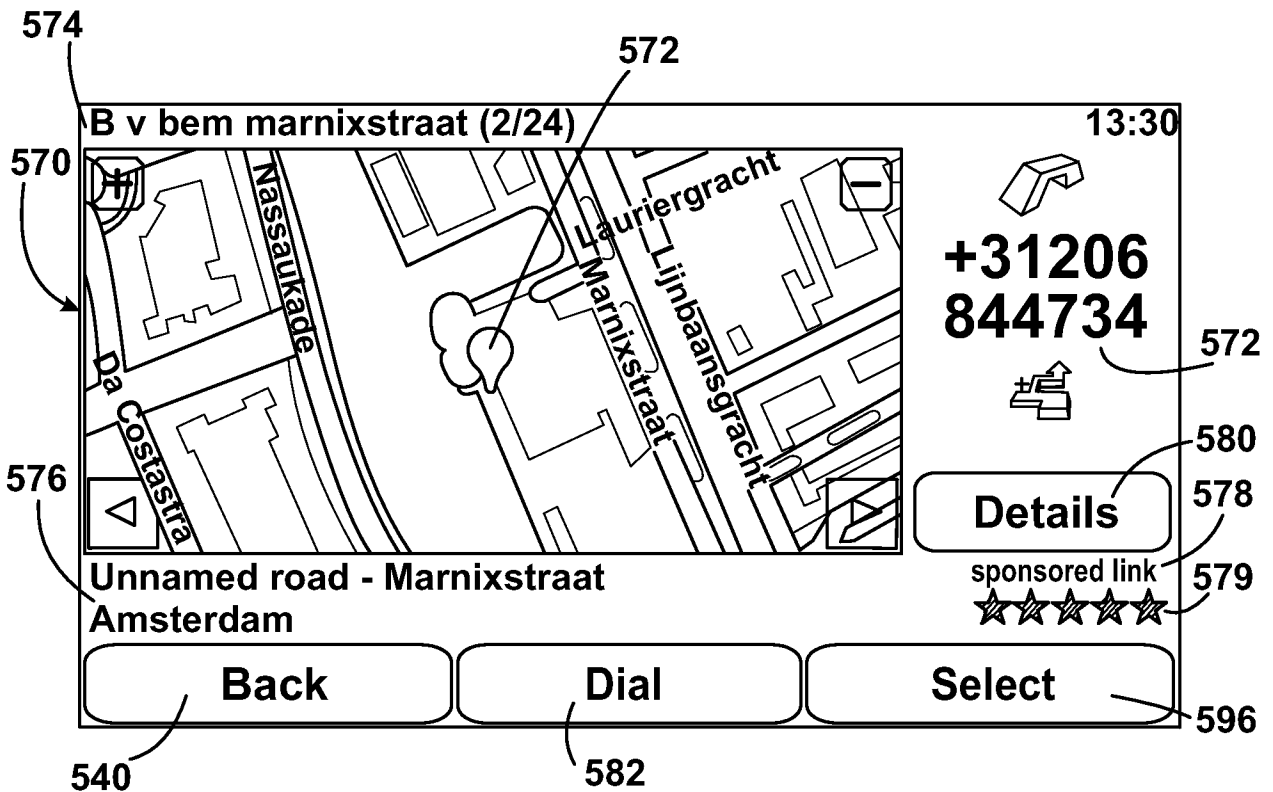 574
572
B v bem marnixstraat (2/24)
13:30
570
+
−
Nassaukade
Lauriergracht
Marnixstraat
Lijnbaansgracht
Da Costastra
+31206
844734
572
+
580
Details
576
578
Unnamed road - Marnixstraat
sponsored link
579
Amsterdam
Back
Dial
Select
596
540
582